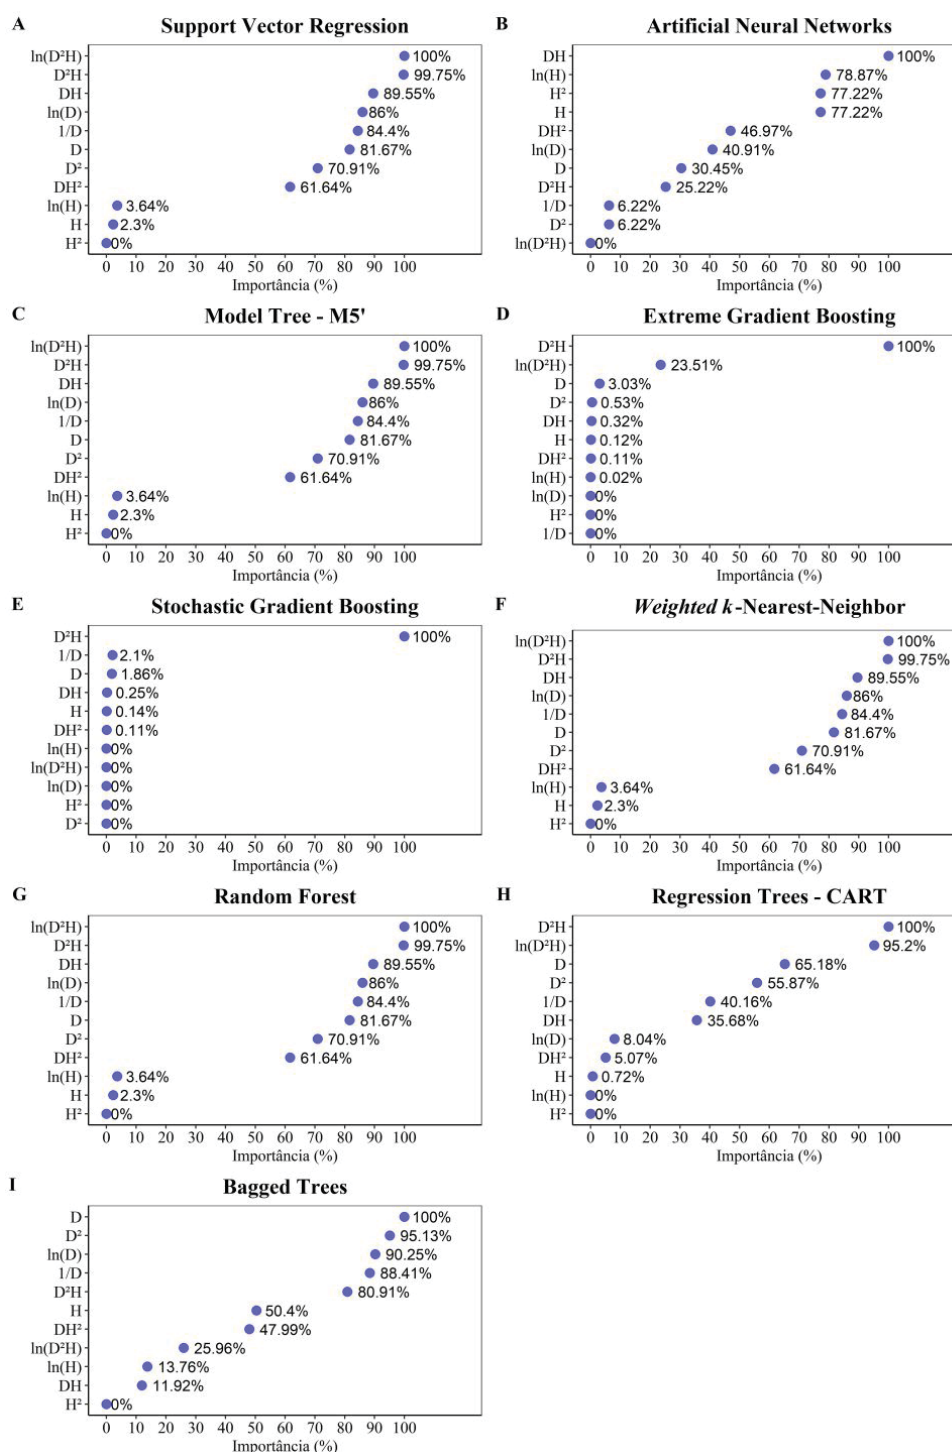 A Support Vector Regression
ln(D²H) 100%
D²H 99.75%
DH 89.55%
ln(D) 86%
1/D 84.4%
D 81.67%
D² 70.91%
DH² 61.64%
ln(H) 3.64%
H 2.3%
H² 0%
0 10 20 30 40 50 60 70 80 90 100
Importância (%)
B Artificial Neural Networks
DH 100%
ln(H) 78.87%
H² 77.22%
H 77.22%
DH² 46.97%
ln(D) 40.91%
D 30.45%
D²H 25.22%
1/D 6.22%
D² 6.22%
ln(D²H) 0%
0 10 20 30 40 50 60 70 80 90 100
Importância (%)
C Model Tree - M5'
ln(D²H) 100%
D²H 99.75%
DH 89.55%
ln(D) 86%
1/D 84.4%
D 81.67%
D² 70.91%
DH² 61.64%
ln(H) 3.64%
H 2.3%
H² 0%
0 10 20 30 40 50 60 70 80 90 100
Importância (%)
D Extreme Gradient Boosting
D²H 100%
ln(D²H) 23.51%
D 3.03%
D² 0.53%
DH 0.32%
H 0.12%
DH² 0.11%
ln(H) 0.02%
ln(D) 0%
H² 0%
1/D 0%
0 10 20 30 40 50 60 70 80 90 100
Importância (%)
E Stochastic Gradient Boosting
D²H 100%
1/D 2.1%
D 1.86%
DH 0.25%
H 0.14%
DH² 0.11%
ln(H) 0%
ln(D²H) 0%
ln(D) 0%
H² 0%
D² 0%
0 10 20 30 40 50 60 70 80 90 100
Importância (%)
F Weighted k-Nearest-Neighbor
ln(D²H) 100%
D²H 99.75%
DH 89.55%
ln(D) 86%
1/D 84.4%
D 81.67%
D² 70.91%
DH² 61.64%
ln(H) 3.64%
H 2.3%
H² 0%
0 10 20 30 40 50 60 70 80 90 100
Importância (%)
G Random Forest
ln(D²H) 100%
D²H 99.75%
DH 89.55%
ln(D) 86%
1/D 84.4%
D 81.67%
D² 70.91%
DH² 61.64%
ln(H) 3.64%
H 2.3%
H² 0%
0 10 20 30 40 50 60 70 80 90 100
Importância (%)
H Regression Trees - CART
D²H 100%
ln(D²H) 95.2%
D 65.18%
D² 55.87%
1/D 40.16%
DH 35.68%
ln(D) 8.04%
DH² 5.07%
H 0.72%
ln(H) 0%
H² 0%
0 10 20 30 40 50 60 70 80 90 100
Importância (%)
I Bagged Trees
D 100%
D² 95.13%
ln(D) 90.25%
1/D 88.41%
D²H 80.91%
H 50.4%
DH² 47.99%
ln(D²H) 25.96%
ln(H) 13.76%
DH 11.92%
H² 0%
0 10 20 30 40 50 60 70 80 90 100
Importância (%)